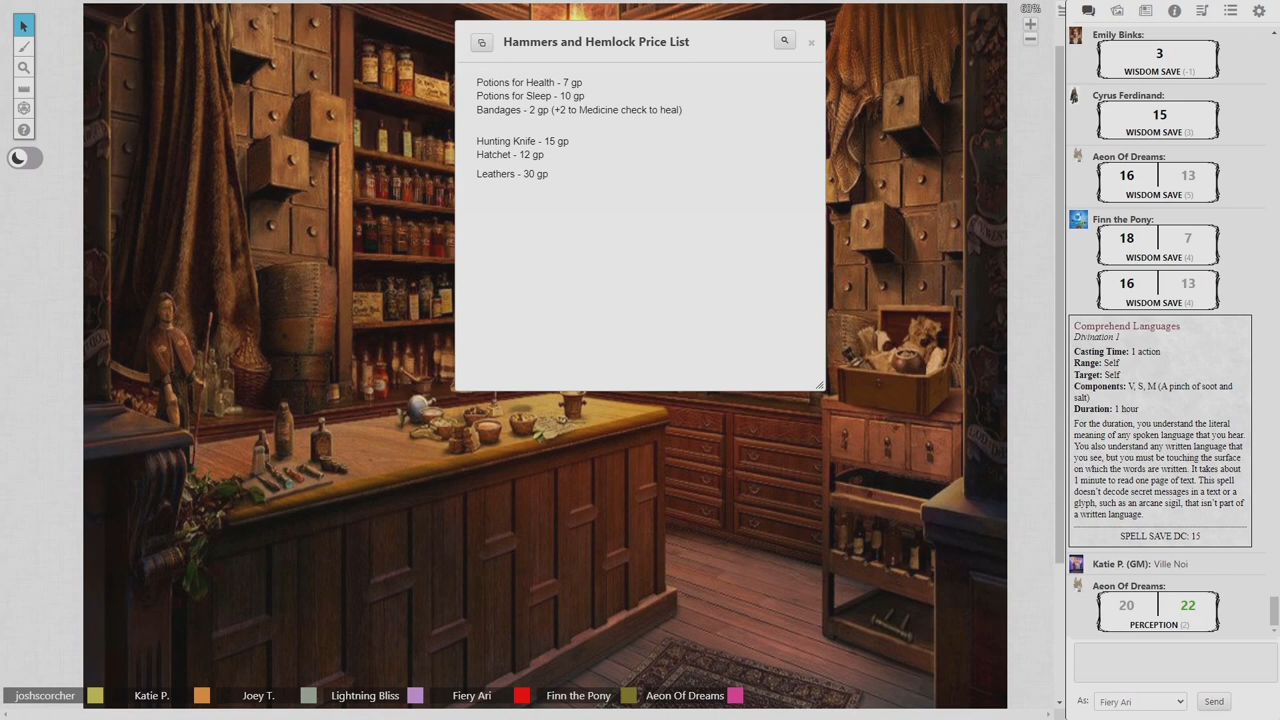 Hammers and Hemlock Price List
Potions for Health - 7 gp
Potions for Sleep - 10 gp
Bandages - 2 gp (+2 to Medicine check to heal)
Hunting Knife - 15 gp
Hatchet - 12 gp
Leathers - 30 gp
60%
Emily Binks:
3
WISDOM SAVE (-1)
Cyrus Ferdinand:
15
WISDOM SAVE (3)
Aeon Of Dreams:
16 13
WISDOM SAVE (5)
Finn the Pony:
18 7
WISDOM SAVE (4)
16 13
WISDOM SAVE (4)
Comprehend Languages
Divination 1
Casting Time: 1 action
Range: Self
Target: Self
Components: V, S, M (A pinch of soot and
salt)
Duration: 1 hour
For the duration, you understand the literal
meaning of any spoken language that you hear.
You also understand any written language that
you see, but you must be touching the surface
on which the words are written. It takes about
1 minute to read one page of text. This spell
doesn't decode secret messages in a text or a
glyph, such as an arcane sigil, that isn't part of
a written language.
SPELL SAVE DC: 15
Katie P. (GM): Ville Noi
Aeon Of Dreams:
20 22
PERCEPTION (2)
As: Fiery Ari Send
joshscorcher Katie P. Joey T. Lightning Bliss Fiery Ari Finn the Pony Aeon Of Dreams